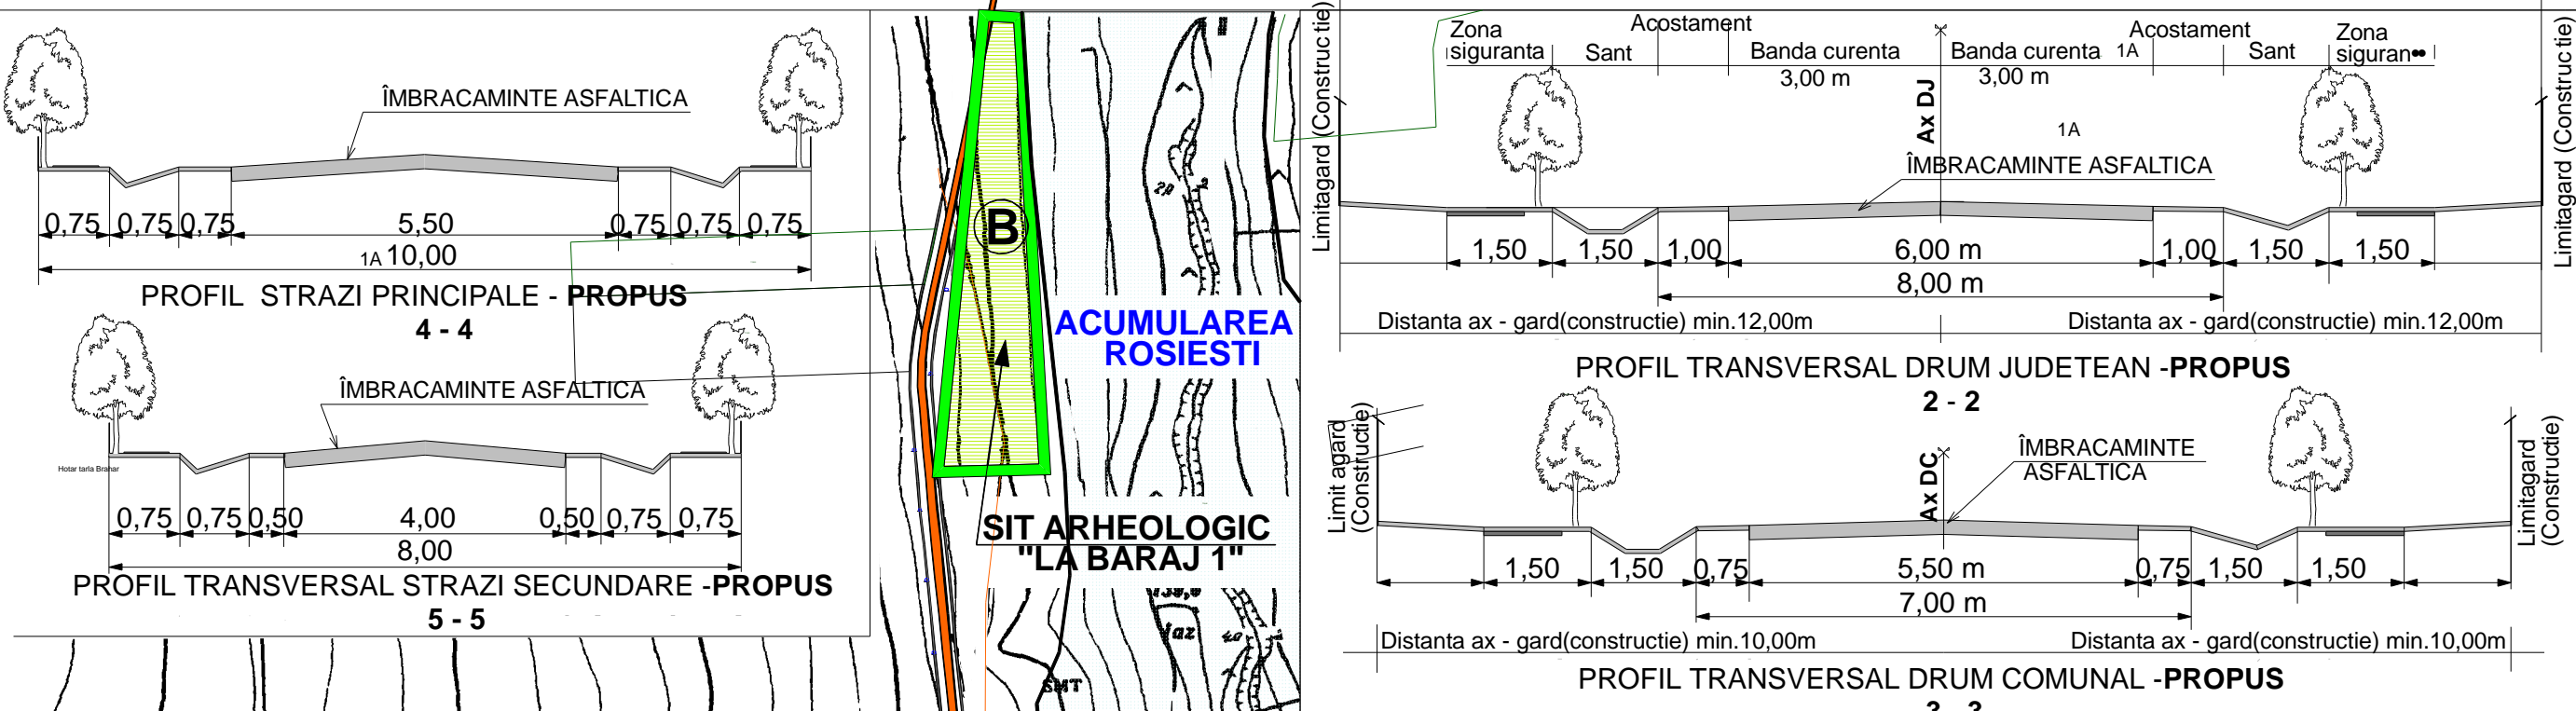 ÎMBRACAMINTE ASFALTICA
0,75 0,75 0,75 5,50 0,75 0,75 0,75
1A 10,00
PROFIL STRAZI PRINCIPALE - PROPUS
4 - 4
ÎMBRACAMINTE ASFALTICA
Hotar tarla Brahar
0,75 0,75 0,50 4,00 0,50 0,75 0,75
8,00
PROFIL TRANSVERSAL STRAZI SECUNDARE -PROPUS
5 - 5
B
ACUMULAREA
ROSIESTI
SIT ARHEOLOGIC
"LA BARAJ 1"
iaz
SMT
Limitagard (Constructie)
Zona
siguranta
Sant
Acostament
Banda curenta
3,00 m
Ax DJ
Banda curenta
3,00 m
1A
Acostament
Sant
Zona
siguran
Limitagard (Constructie)
1A
ÎMBRACAMINTE ASFALTICA
1,50 1,50 1,00 6,00 m 1,00 1,50 1,50
8,00 m
Distanta ax - gard(constructie) min.12,00m
Distanta ax - gard(constructie) min.12,00m
PROFIL TRANSVERSAL DRUM JUDETEAN -PROPUS
2 - 2
Limit agard
(Constructie)
Ax DC
ÎMBRACAMINTE
ASFALTICA
Limitagard
(Constructie)
1,50 1,50 0,75 5,50 m 0,75 1,50 1,50
7,00 m
Distanta ax - gard(constructie) min.10,00m
Distanta ax - gard(constructie) min.10,00m
PROFIL TRANSVERSAL DRUM COMUNAL -PROPUS
3 - 3